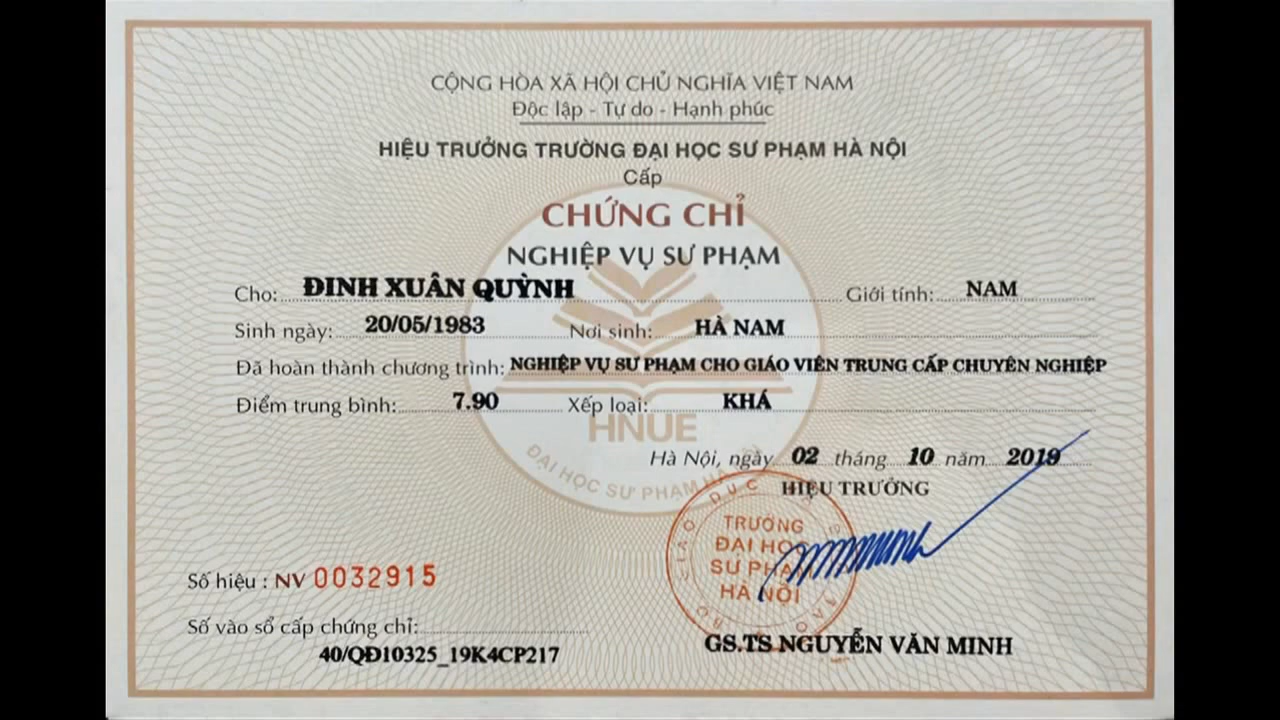 CỘNG HÒA XÃ HỘI CHỦ NGHĨA VIỆT NAM
Độc lập - Tự do - Hạnh phúc
HIỆU TRƯỞNG TRƯỜNG ĐẠI HỌC SƯ PHẠM HÀ NỘI
Cấp
CHỨNG CHỈ
NGHIỆP VỤ SƯ PHẠM
Cho: ĐINH XUÂN QUỲNH Giới tính: NAM
Sinh ngày: 20/05/1983 Nơi sinh: HÀ NAM
Đã hoàn thành chương trình: NGHIỆP VỤ SƯ PHẠM CHO GIÁO VIÊN TRUNG CẤP CHUYÊN NGHIỆP
Điểm trung bình: 7.90 Xếp loại: KHÁ
HNUE
ĐẠI HỌC SƯ PHẠM
Hà Nội, ngày 02 tháng 10 năm 2019
HIỆU TRƯỞNG
GIÁO DỤC
TRƯỜNG
ĐẠI HỌC
SƯ PHẠM
HÀ NỘI
Số hiệu : NV 0032915
Số vào sổ cấp chứng chỉ:
40/QĐ10325_19K4CP217
GS.TS NGUYỄN VĂN MINH